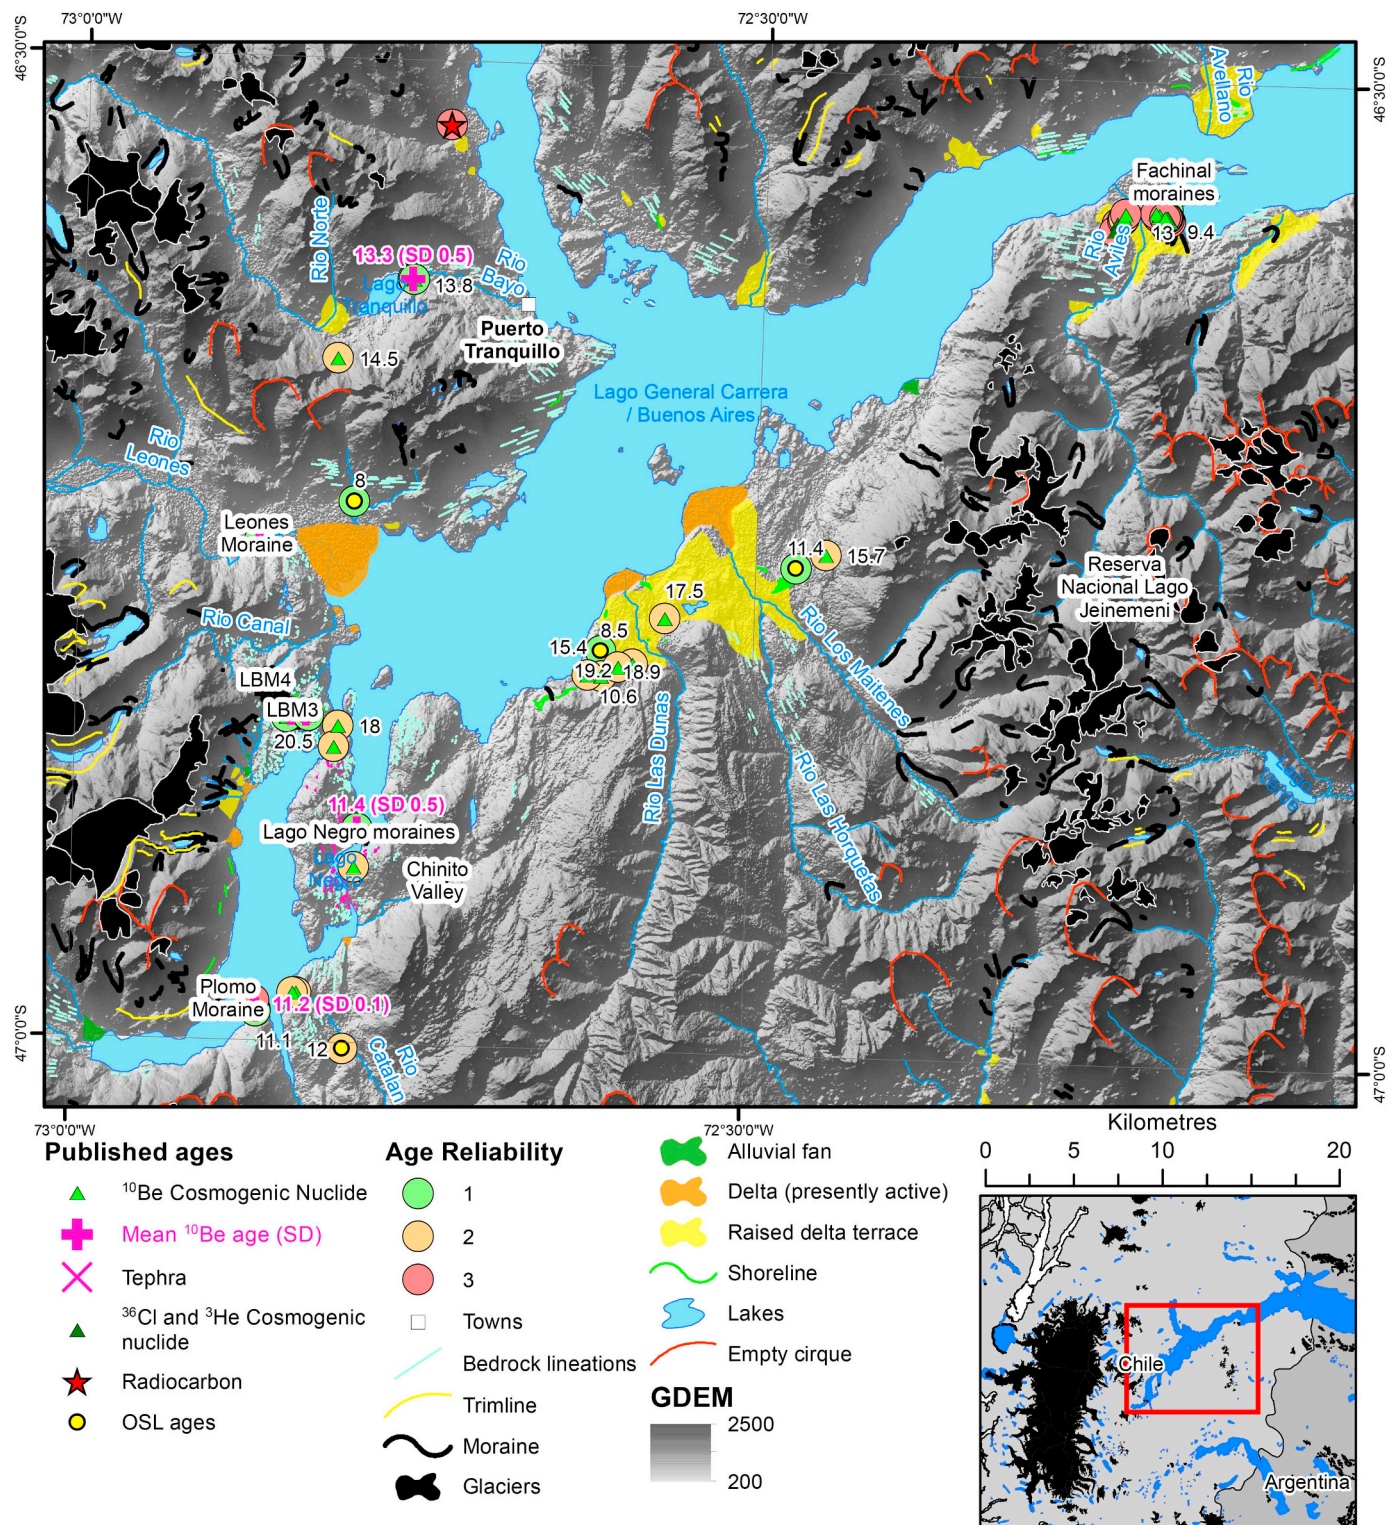 73°0'0"W
72°30'0"W
46°30'0"S
46°30'0"S
Rio
Avellano
Fachinal
moraines
Rio
Aviles
13
9.4
Rio Norte
13.3 (SD 0.5)
Rio
Bayo
Lago
Tranquillo
13.8
Puerto
Tranquillo
14.5
Lago General Carrera
/ Buenos Aires
Rio
Leones
8
Leones
Moraine
11.4
15.7
Reserva
Nacional Lago
Jeinemeni
17.5
Rio Canal
8.5
15.4
19.2
18.9
10.6
Rio Los Maitenes
LBM4
LBM3
20.5
18
Rio Las Dunas
Rio Las Horquetas
Lago
Verde
11.4 (SD 0.5)
Lago Negro moraines
Lago
Negro
Chinito
Valley
Plomo
Moraine
11.2 (SD 0.1)
11.1
12
Rio
Catalan
47°0'0"S
47°0'0"S
73°0'0"W
72°30'0"W
Published ages
10Be Cosmogenic Nuclide
Mean 10Be age (SD)
Tephra
36Cl and 3He Cosmogenic
nuclide
Radiocarbon
OSL ages
Age Reliability
1
2
3
Towns
Bedrock lineations
Trimline
Moraine
Glaciers
Alluvial fan
Delta (presently active)
Raised delta terrace
Shoreline
Lakes
Empty cirque
GDEM
2500
200
Kilometres
0 5 10 20
Chile
Argentina